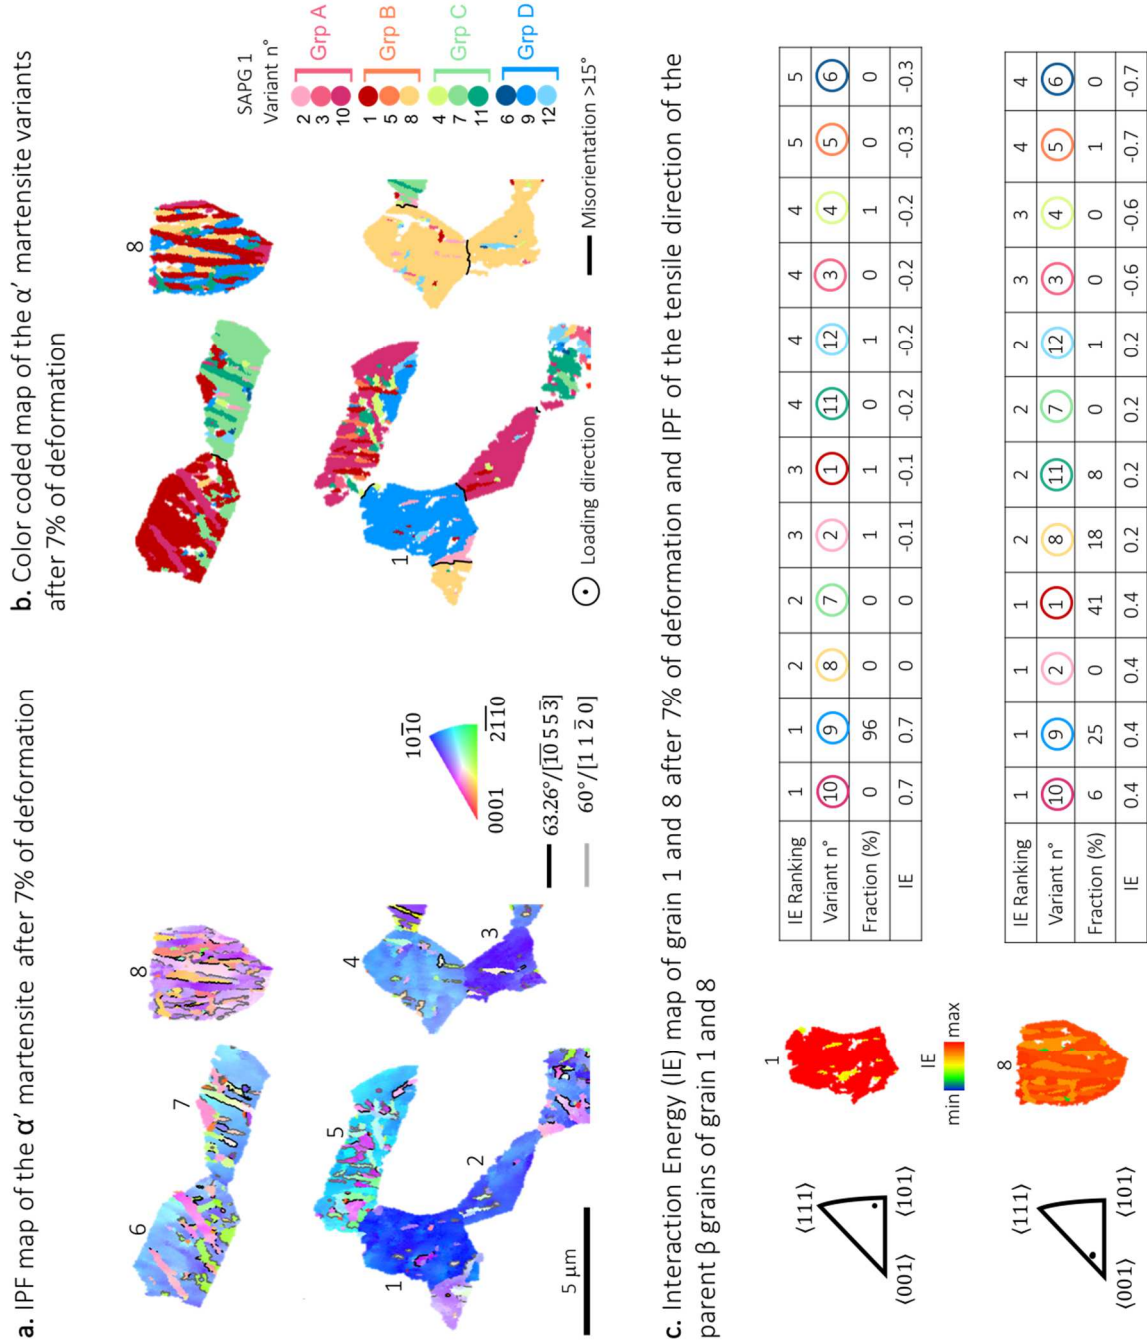 a. IPF map of the α′ martensite after 7% of deformation
6
7
8
1
5
2
4
3
5 μm
10$\bar{1}$0
0001
2$\bar{1}$$\bar{1}$0
63.26°/[$\bar{10}$ 5 5 $\bar{3}$]
60°/[1 1 $\bar{2}$ 0]
b. Color coded map of the α′ martensite variants
after 7% of deformation
8
1
Loading direction
Misorientation >15°
SAPG 1
Variant n°
2
3
10
Grp A
1
5
8
Grp B
4
7
11
Grp C
6
9
12
Grp D
c. Interaction Energy (IE) map of grain 1 and 8 after 7% of deformation and IPF of the tensile direction of the
parent β grains of grain 1 and 8
⟨111⟩
⟨001⟩ ⟨101⟩
1
IE
min max
IE Ranking 1 1 2 2 3 3 4 4 4 4 5 5
Variant n° 10 9 8 7 2 1 11 12 3 4 5 6
Fraction (%) 0 96 0 0 1 1 0 1 0 1 0 0
IE 0.7 0.7 0 0 -0.1 -0.1 -0.2 -0.2 -0.2 -0.2 -0.3 -0.3
⟨111⟩
⟨001⟩ ⟨101⟩
8
IE Ranking 1 1 1 1 2 2 2 2 3 3 4 4
Variant n° 10 9 2 1 8 11 7 12 3 4 5 6
Fraction (%) 6 25 0 41 18 8 0 1 0 0 1 0
IE 0.4 0.4 0.4 0.4 0.2 0.2 0.2 0.2 -0.6 -0.6 -0.7 -0.7